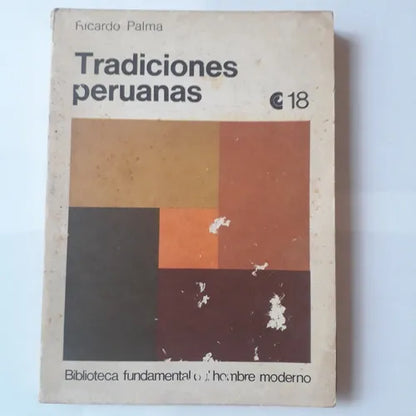 Ricardo Palma
Tradiciones
peruanas
18
Biblioteca fundamental hombre moderno